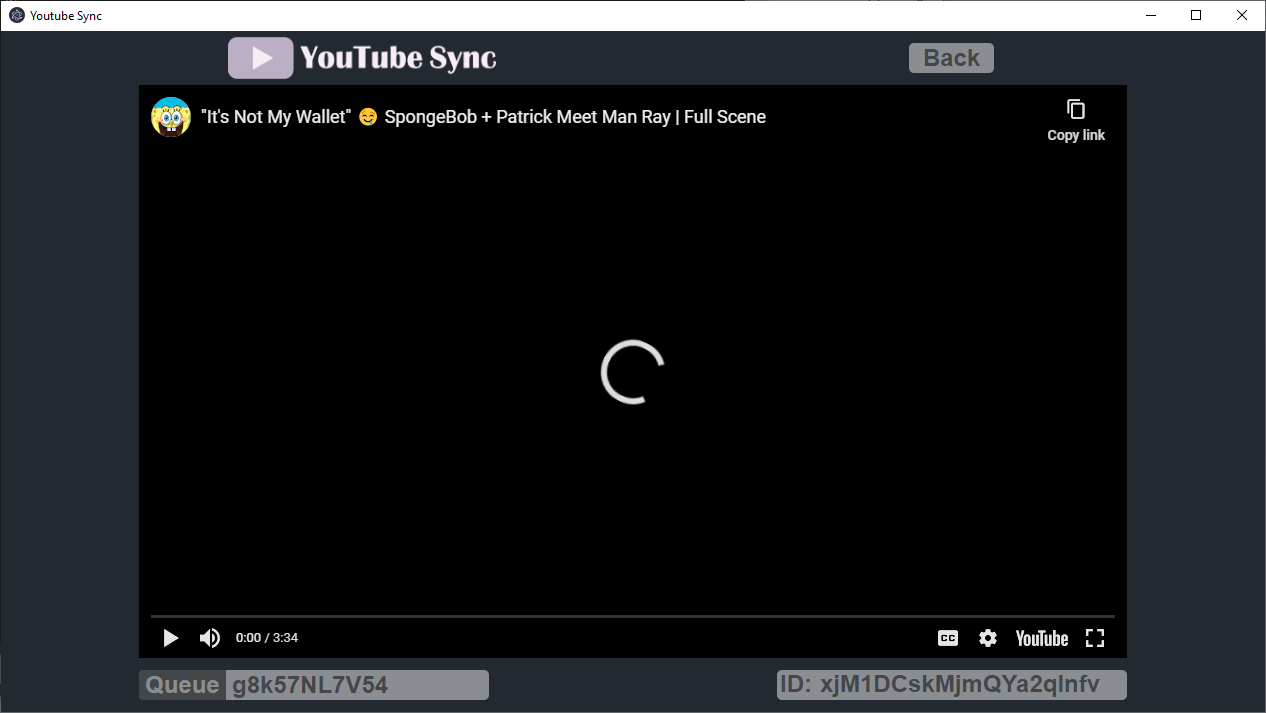 Youtube Sync
YouTube Sync
Back
"It's Not My Wallet" 🤤 SpongeBob + Patrick Meet Man Ray | Full Scene
Copy link
0:00 / 3:34
CC
YouTube
Queue g8k57NL7V54
ID: xjM1DCskMjmQYa2qlnfv